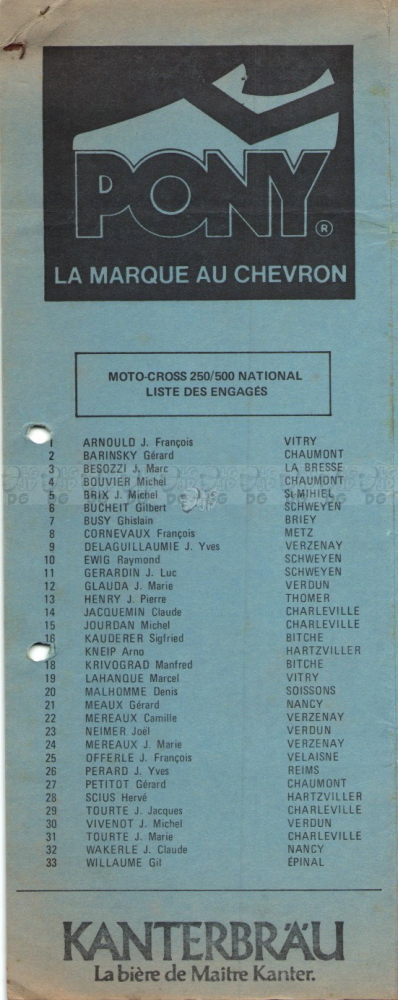 PONY®
LA MARQUE AU CHEVRON
MOTO-CROSS 250/500 NATIONAL
LISTE DES ENGAGÉS
1 ARNOULD J. François VITRY
2 BARINSKY Gérard CHAUMONT
3 BESOZZI J. Marc LA BRESSE
4 BOUVIER Michel CHAUMONT
5 BRIX J. Michel St MIHIEL
6 BUCHEIT Gilbert SCHWEYEN
7 BUSY Ghislain BRIEY
8 CORNEVAUX François METZ
9 DELAGUILLAUMIE J. Yves VERZENAY
10 EWIG Raymond SCHWEYEN
11 GERARDIN J. Luc SCHWEYEN
12 GLAUDA J. Marie VERDUN
13 HENRY J. Pierre THOMER
14 JACQUEMIN Claude CHARLEVILLE
15 JOURDAN Michel CHARLEVILLE
16 KAUDERER Sigfried BITCHE
KNEIP Arno HARTZVILLER
18 KRIVOGRAD Manfred BITCHE
19 LAHANQUE Marcel VITRY
20 MALHOMME Denis SOISSONS
21 MEAUX Gérard NANCY
22 MEREAUX Camille VERZENAY
23 NEIMER Joël VERDUN
24 MEREAUX J. Marie VERZENAY
25 OFFERLE J. François VELAISNE
26 PERARD J. Yves REIMS
27 PETITOT Gérard CHAUMONT
28 SCIUS Hervé HARTZVILLER
29 TOURTE J. Jacques CHARLEVILLE
30 VIVENOT J. Michel VERDUN
31 TOURTE J. Marie CHARLEVILLE
32 WAKERLE J. Claude NANCY
33 WILLAUME Gil ÉPINAL
KANTERBRÄU
La bière de Maître Kanter.